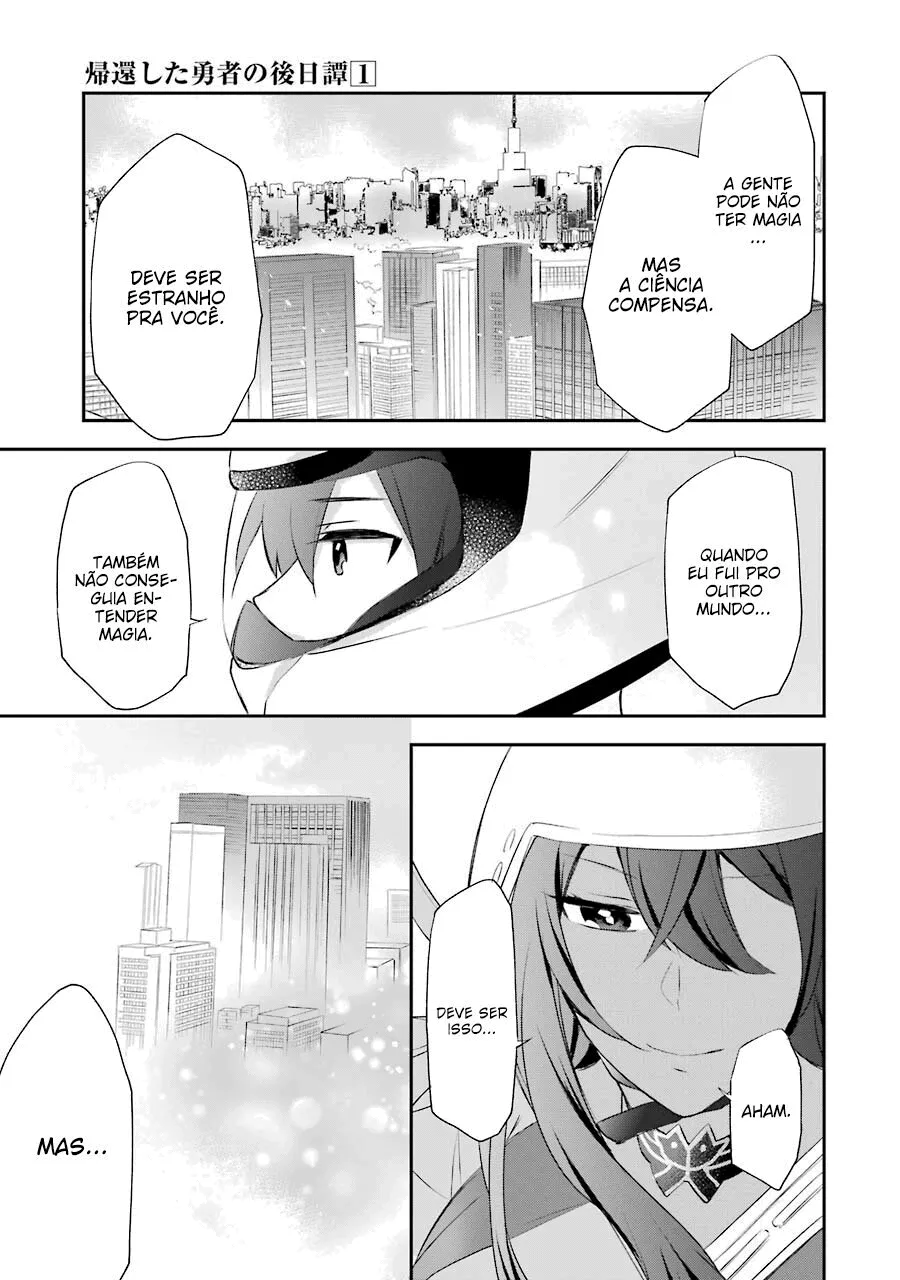 帰還した勇者の後日譚1
A GENTE
PODE NÃO
TER MAGIA
...
MAS
A CIÊNCIA
COMPENSA.
DEVE SER
ESTRANHO
PRA VOCÊ.
QUANDO
EU FUI PRO
OUTRO
MUNDO...
TAMBÉM
NÃO CONSE-
GUIA EN-
TENDER
MAGIA.
DEVE SER
ISSO...
AHAM.
MAS...